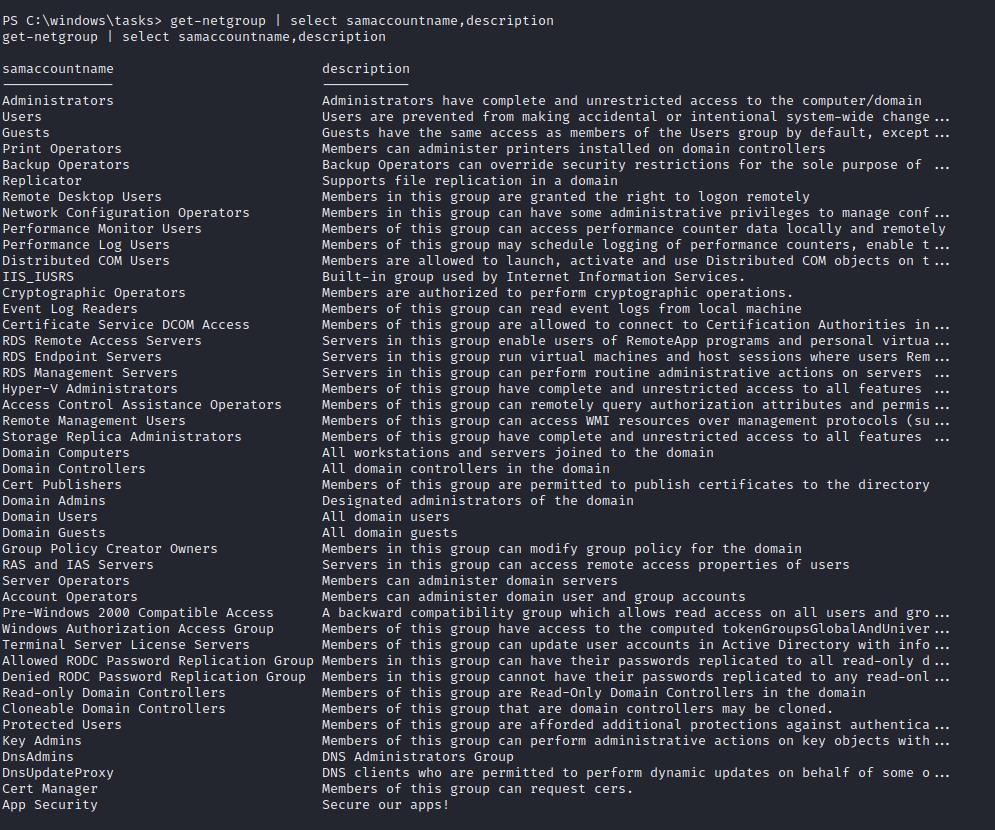 PS C:\windows\tasks> get-netgroup | select samaccountname,description
get-netgroup | select samaccountname,description
samaccountname description
Administrators Administrators have complete and unrestricted access to the computer/domain
Users Users are prevented from making accidental or intentional system-wide change...
Guests Guests have the same access as members of the Users group by default, except...
Print Operators Members can administer printers installed on domain controllers
Backup Operators Backup Operators can override security restrictions for the sole purpose of ...
Replicator Supports file replication in a domain
Remote Desktop Users Members in this group are granted the right to logon remotely
Network Configuration Operators Members in this group can have some administrative privileges to manage conf...
Performance Monitor Users Members of this group can access performance counter data locally and remotely
Performance Log Users Members of this group may schedule logging of performance counters, enable t...
Distributed COM Users Members are allowed to launch, activate and use Distributed COM objects on t...
IIS_IUSRS Built-in group used by Internet Information Services.
Cryptographic Operators Members are authorized to perform cryptographic operations.
Event Log Readers Members of this group can read event logs from local machine
Certificate Service DCOM Access Members of this group are allowed to connect to Certification Authorities in...
RDS Remote Access Servers Servers in this group enable users of RemoteApp programs and personal virtua...
RDS Endpoint Servers Servers in this group run virtual machines and host sessions where users Rem...
RDS Management Servers Servers in this group can perform routine administrative actions on servers ...
Hyper-V Administrators Members of this group have complete and unrestricted access to all features ...
Access Control Assistance Operators Members of this group can remotely query authorization attributes and permis...
Remote Management Users Members of this group can access WMI resources over management protocols (su...
Storage Replica Administrators Members of this group have complete and unrestricted access to all features ...
Domain Computers All workstations and servers joined to the domain
Domain Controllers All domain controllers in the domain
Cert Publishers Members of this group are permitted to publish certificates to the directory
Domain Admins Designated administrators of the domain
Domain Users All domain users
Domain Guests All domain guests
Group Policy Creator Owners Members in this group can modify group policy for the domain
RAS and IAS Servers Servers in this group can access remote access properties of users
Server Operators Members can administer domain servers
Account Operators Members can administer domain user and group accounts
Pre-Windows 2000 Compatible Access A backward compatibility group which allows read access on all users and gro...
Windows Authorization Access Group Members of this group have access to the computed tokenGroupsGlobalAndUniver...
Terminal Server License Servers Members of this group can update user accounts in Active Directory with info...
Allowed RODC Password Replication Group Members in this group can have their passwords replicated to all read-only d...
Denied RODC Password Replication Group Members in this group cannot have their passwords replicated to any read-onl...
Read-only Domain Controllers Members of this group are Read-Only Domain Controllers in the domain
Cloneable Domain Controllers Members of this group that are domain controllers may be cloned.
Protected Users Members of this group are afforded additional protections against authentica...
Key Admins Members of this group can perform administrative actions on key objects with...
DnsAdmins DNS Administrators Group
DnsUpdateProxy DNS clients who are permitted to perform dynamic updates on behalf of some o...
Cert Manager Members of this group can request cers.
App Security Secure our apps!